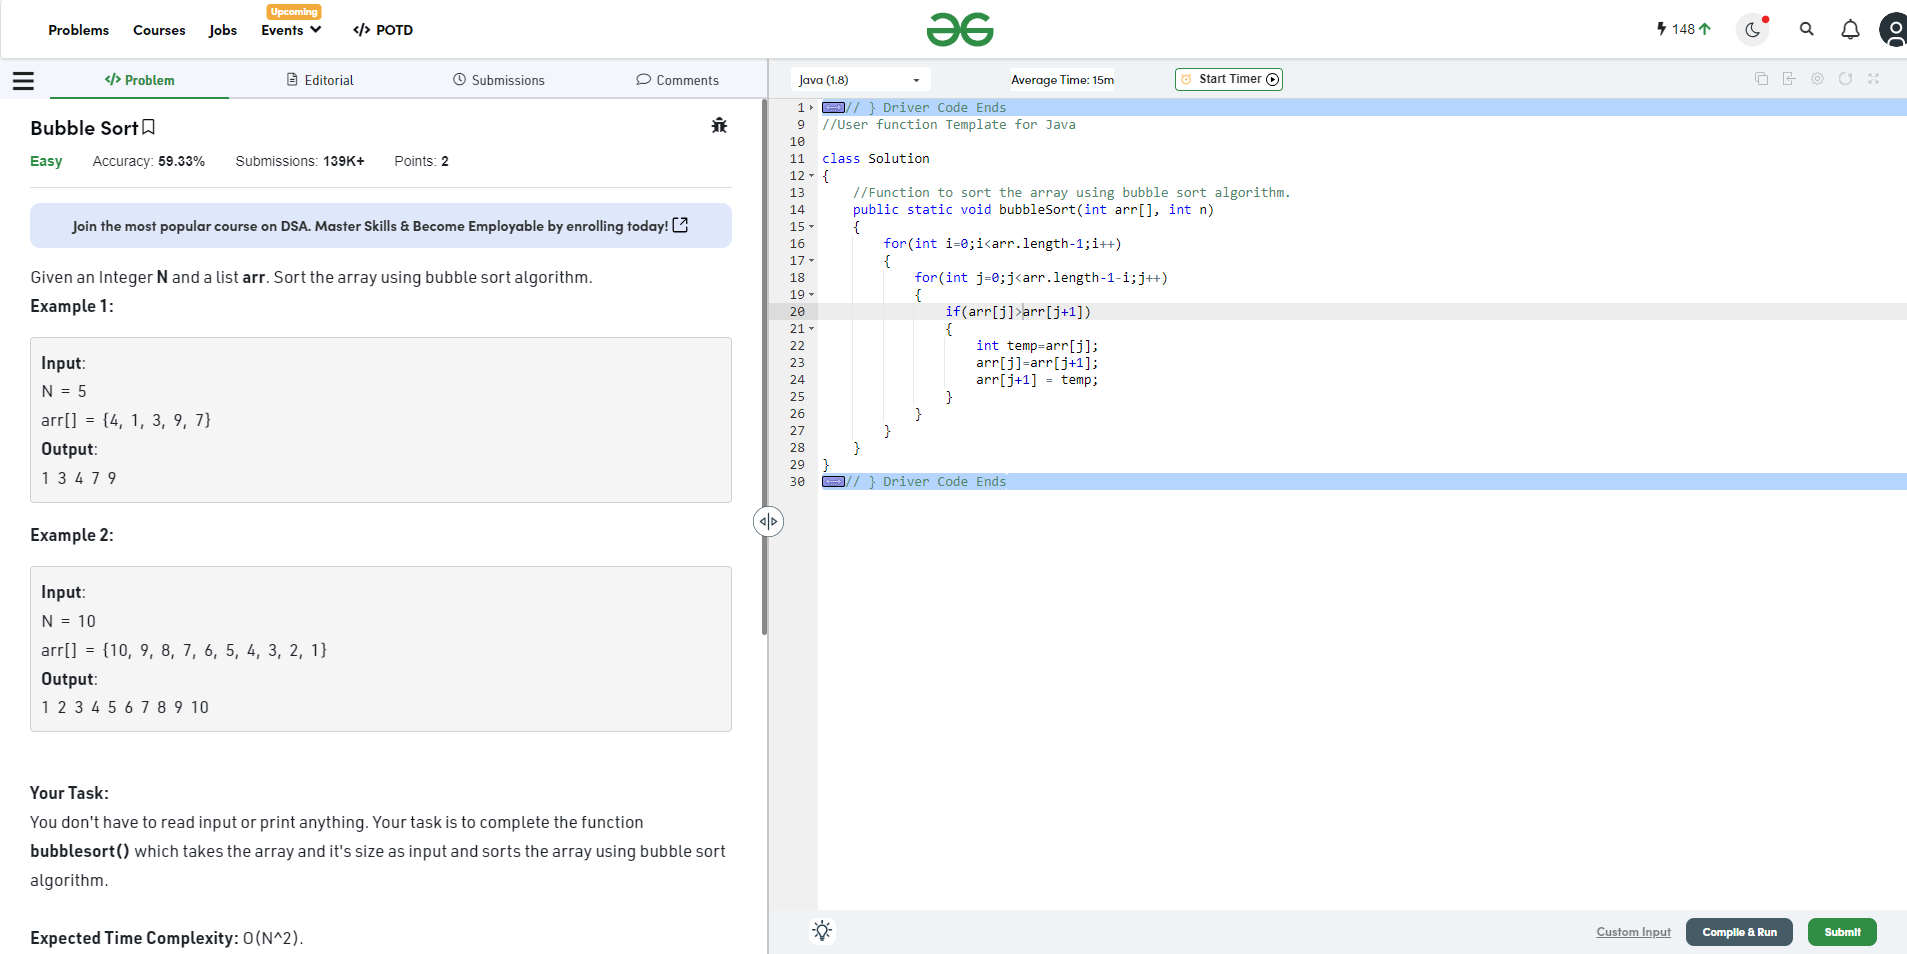 Upcoming
Problems Courses Jobs Events </> POTD
148
</> Problem Editorial Submissions Comments
Java (1.8) Average Time: 15m Start Timer
Bubble Sort
Easy Accuracy: 59.33% Submissions: 139K+ Points: 2
Join the most popular course on DSA. Master Skills & Become Employable by enrolling today!
Given an Integer N and a list arr. Sort the array using bubble sort algorithm.
Example 1:
Input:
N = 5
arr[] = {4, 1, 3, 9, 7}
Output:
1 3 4 7 9
Example 2:
Input:
N = 10
arr[] = {10, 9, 8, 7, 6, 5, 4, 3, 2, 1}
Output:
1 2 3 4 5 6 7 8 9 10
Your Task:
You don't have to read input or print anything. Your task is to complete the function
bubblesort() which takes the array and it's size as input and sorts the array using bubble sort
algorithm.
Expected Time Complexity: O(N^2).
1 // } Driver Code Ends
9 //User function Template for Java
10
11 class Solution
12 {
13 //Function to sort the array using bubble sort algorithm.
14 public static void bubbleSort(int arr[], int n)
15 {
16 for(int i=0;i<arr.length-1;i++)
17 {
18 for(int j=0;j<arr.length-1-i;j++)
19 {
20 if(arr[j]>arr[j+1])
21 {
22 int temp=arr[j];
23 arr[j]=arr[j+1];
24 arr[j+1] = temp;
25 }
26 }
27 }
28 }
29 }
30 // } Driver Code Ends
Custom Input Compile & Run Submit